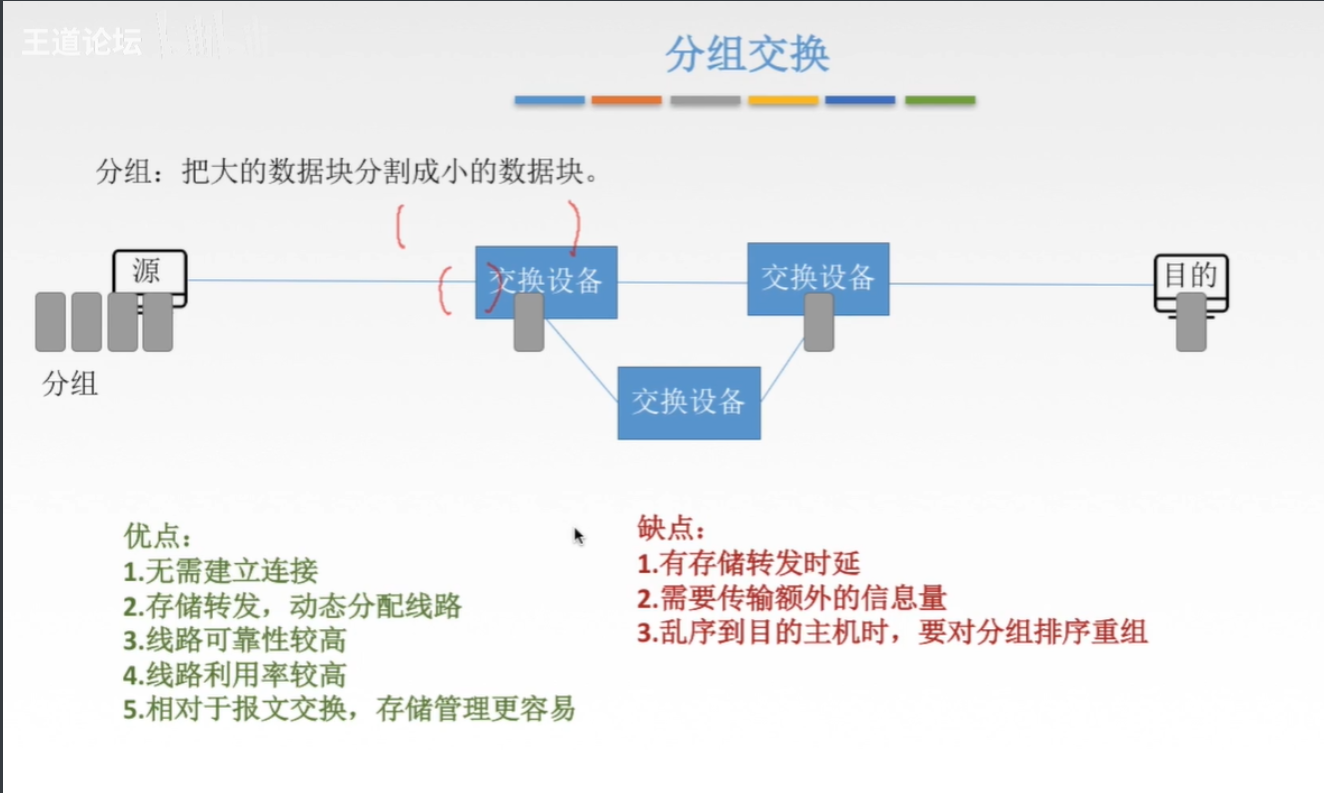 王道论坛
分组交换
分组：把大的数据块分割成小的数据块。
源
交换设备
交换设备
目的
分组
交换设备
优点：
1.无需建立连接
2.存储转发，动态分配线路
3.线路可靠性较高
4.线路利用率较高
5.相对于报文交换，存储管理更容易
缺点：
1.有存储转发时延
2.需要传输额外的信息量
3.乱序到目的主机时，要对分组排序重组